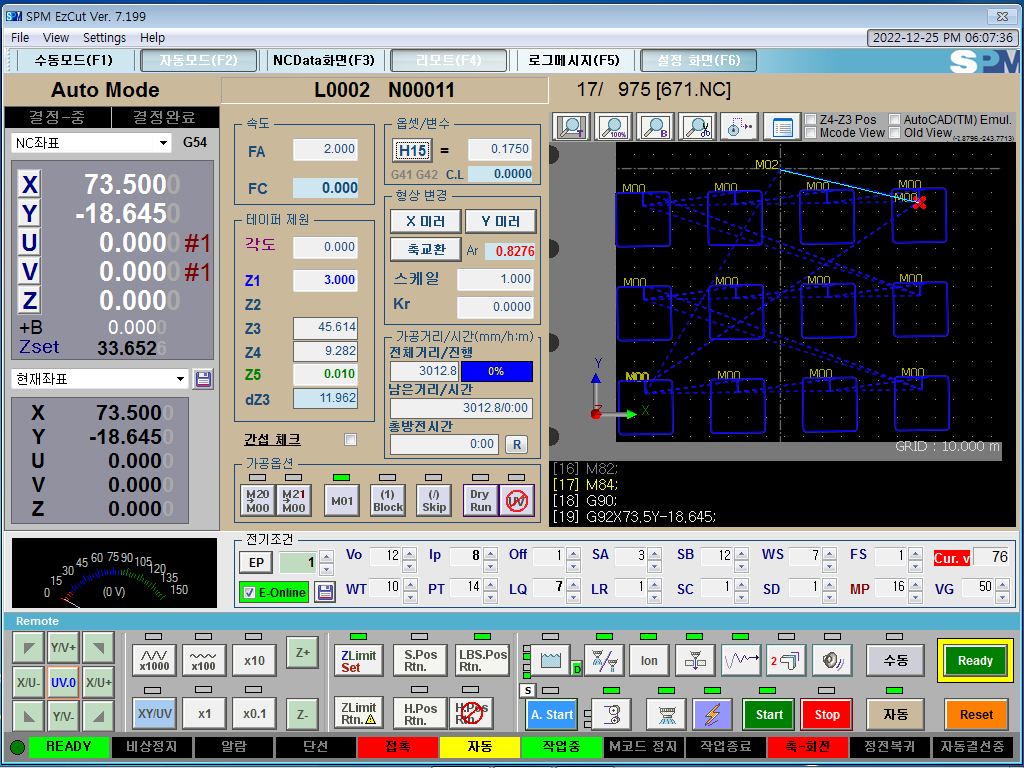 SPM EzCut Ver. 7.199
File View Settings Help
2022-12-25 PM 06:07:36
수동모드(F1) 자동모드(F2) NCData화면(F3) 리모트(F4) 로그메시지(F5) 설정 화면(F6) SPM
Auto Mode L0002 N00011 17/ 975 [671.NC]
결정-중 결정완료
NC좌표 G54
X 73.5000
Y -18.6450
U 0.0000 #1
V 0.0000 #1
Z 0.0000
+B 0.0000
Zset 33.6526
현재좌표
X 73.5000
Y -18.6450
U 0.0000
V 0.0000
Z 0.0000
속도
FA 2.000
FC 0.000
테이퍼 제원
각도 0.000
Z1 3.000
Z2
Z3 45.614
Z4 9.282
Z5 0.010
dZ3 11.962
간섭 체크
옵셋/변수
H15 = 0.1750
G41 G42 C.L 0.0000
형상 변경
X 미러 Y 미러
축교환 Ar 0.8276
스케일 1.000
Kr 0.0000
가공거리/시간(mm/h:m)
전체거리/진행
3012.8 0%
남은거리/시간
3012.8/0:00
총방전시간
0:00 R
가공옵션
M20 M00 M21 M00 M01 (1) Block (/) Skip Dry Run UV
T 100% B
Z4-Z3 Pos AutoCAD(TM) Emul.
Mcode View Old View (-1.8796,-243.7713)
M02
M00 M00 M00 M00
M00
M00 M00 M00 M00
M00 M00 M00 M00
Y
Z X
GRID : 10.000 m
[16] M82;
[17] M84;
[18] G90;
[19] G92X73.5Y-18.645;
0 15 30 45 60 75 90 105 120 135 150
(0 V)
전기조건
EP 1 Vo 12 Ip 8 Off 1 SA 3 SB 12 WS 7 FS 1 Cur. v 76
E-Online WT 10 PT 14 LQ 7 LR 1 SC 1 SD 1 MP 16 VG 50
Remote
Y/V+
X/U- UV.0 X/U+
Y/V-
x1000 x100 x10 Z+
XY/UV x1 x0.1 Z-
ZLimit Set S.Pos Rtn. LBS.Pos Rtn.
ZLimit Rtn. H.Pos Rtn.
D Ion 2 수동 Ready
S
A. Start Start Stop 자동 Reset
READY 비상정지 알람 단선 접촉 자동 작업중 M코드 정지 작업종료 축-회전 정전복귀 자동결선중